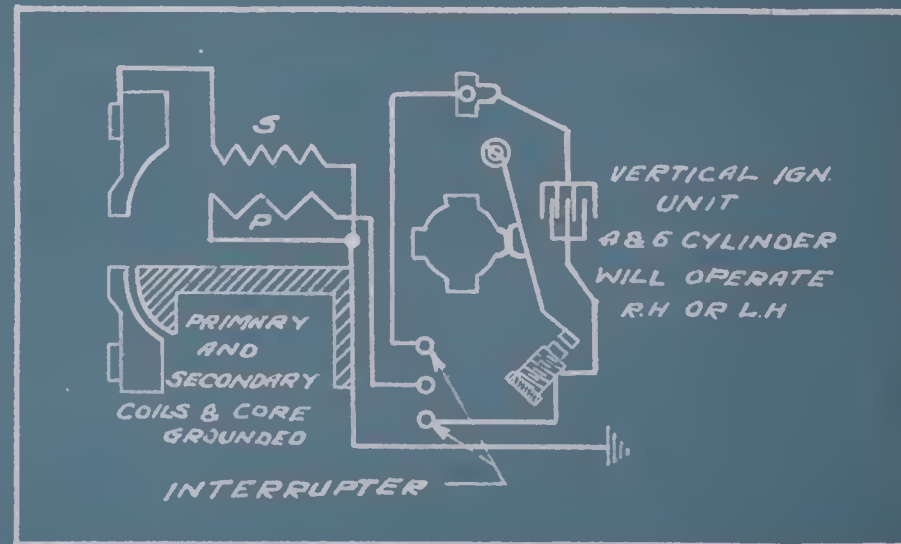 S
P
PRIMARY
AND
SECONDARY
COILS & CORE
GROUNDED
INTERRUPTER
VERTICAL IGN.
UNIT
4 & 6 CYLINDER
WILL OPERATE
R.H OR L.H